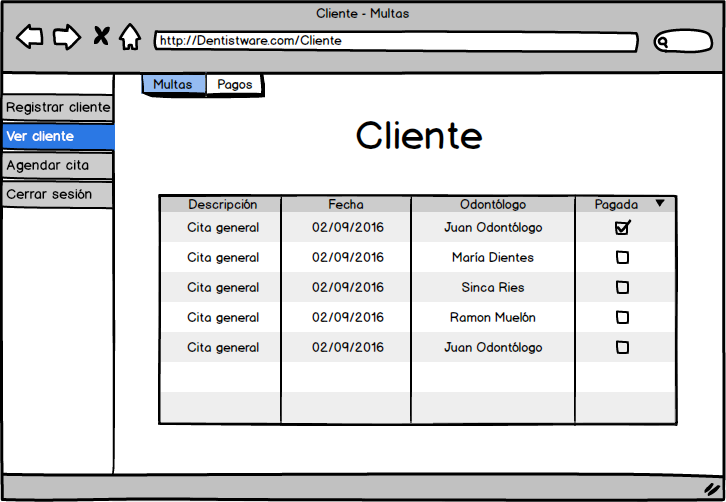 Cliente - Multas
http://Dentistware.com/Cliente
Multas Pagos
Registrar cliente
Ver cliente
Agendar cita
Cerrar sesión
Cliente
Descripción Fecha Odontólogo Pagada
Cita general 02/09/2016 Juan Odontólogo
Cita general 02/09/2016 María Dientes
Cita general 02/09/2016 Sinca Ries
Cita general 02/09/2016 Ramon Muelón
Cita general 02/09/2016 Juan Odontólogo